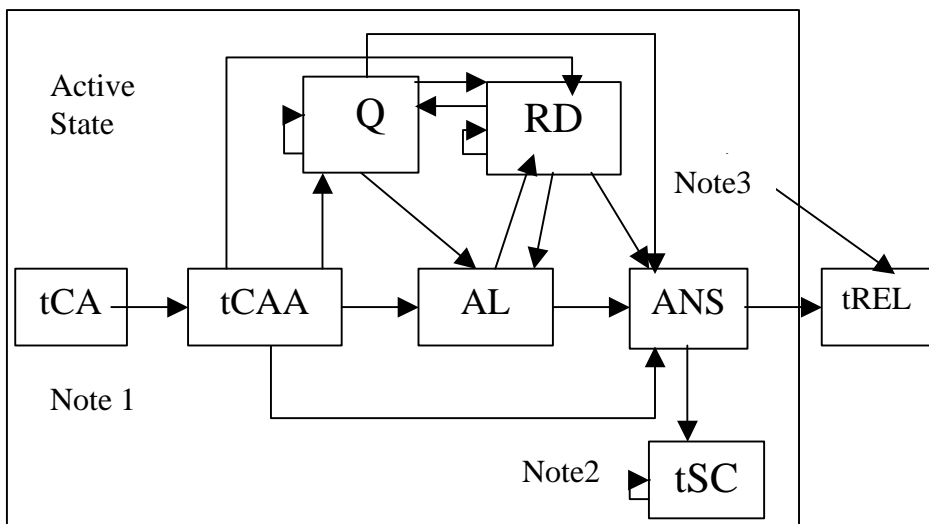 Active
State
Q
RD
Note3
tCA
tCAA
AL
ANS
tREL
Note 1
Note2
tSC